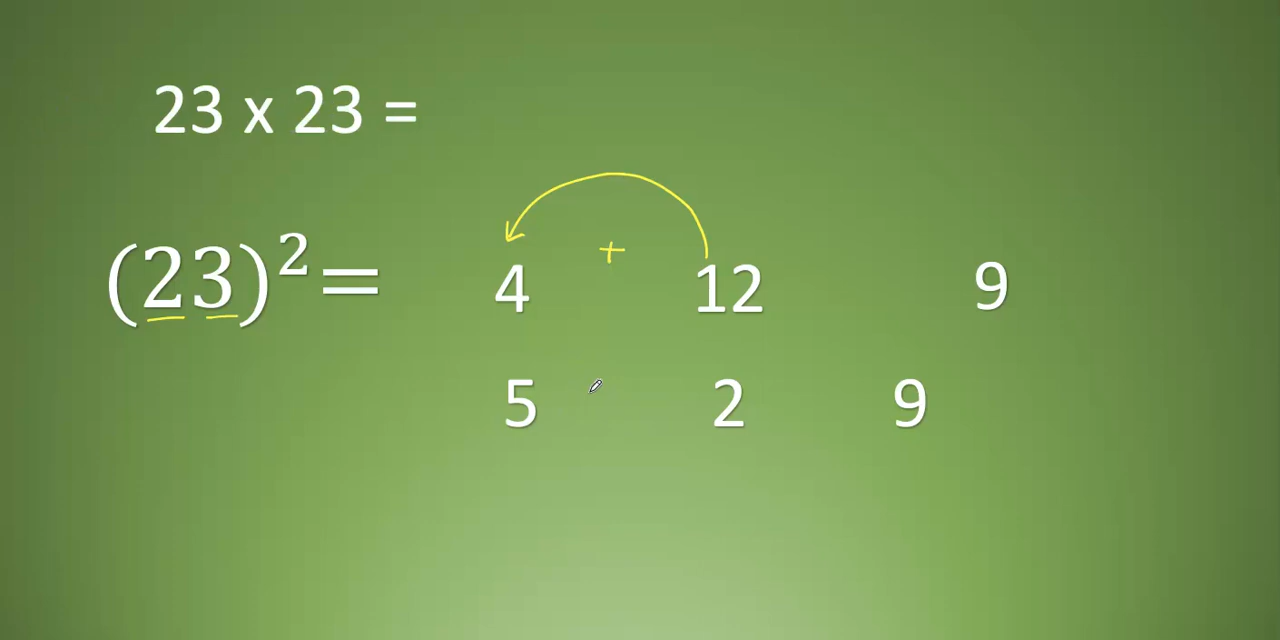 23 x 23 =
(23)²= 4 + 12 9
5 2 9